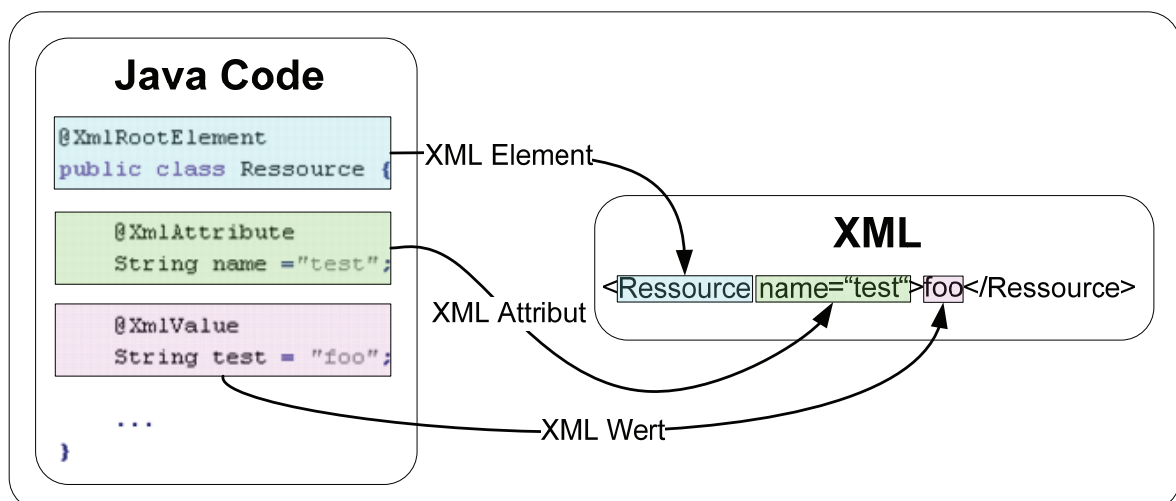 Java Code
@XmlRootElement
public class Ressource {
@XmlAttribute
String name ="test";
@XmlValue
String test = "foo";
...
}
XML Element
XML Attribut
XML Wert
XML
<Ressource name=“test“>foo</Ressource>